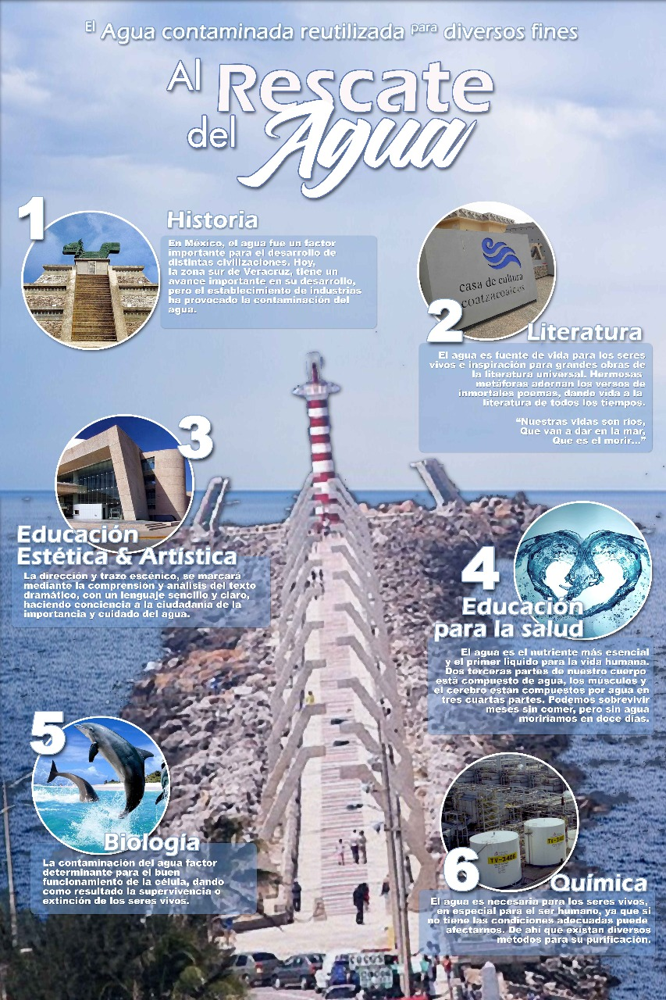 El Agua contaminada reutilizada para diversos fines
Al Rescate
del Agua
1
Historia
En México, el agua fue un factor
importante para el desarrollo de
distintas civilizaciones. Hoy,
la zona sur de Veracruz, tiene un
avance importante en su desarrollo,
pero el establecimiento de industrias
ha provocado la contaminación del
agua.
casa de cultura
coatzacoalcos
2
Literatura
El agua es fuente de vida para los seres
vivos e inspiración para grandes obras de
la literatura universal. Hermosas
metáforas adornan los versos de
inmortales poemas, dando vida a la
literatura de todos los tiempos.
“Nuestras vidas son ríos,
Que van a dar en la mar,
Que es el morir...”
3
Educación
Estética & Artística
La dirección y trazo escénico, se marcará
mediante la comprensión y análisis del texto
dramático, con un lenguaje sencillo y claro,
haciendo conciencia a la ciudadanía de la
importancia y cuidado del agua.
4
Educación
para la salud
El agua es el nutriente más esencial
y el primer líquido para la vida humana.
Dos terceras partes de nuestro cuerpo
está compuesto de agua, los músculos y
el cerebro están compuestos por agua en
tres cuartas partes. Podemos sobrevivir
meses sin comer, pero sin agua
moriríamos en doce días.
5
Biología
La contaminación del agua factor
determinante para el buen
funcionamiento de la célula, dando
como resultado la supervivencia o
extinción de los seres vivos.
TV-3400
TV-340
6
Química
El agua es necesaria para los seres vivos,
en especial para el ser humano, ya que si
no tiene las condiciones adecuadas puede
afectarnos. De ahí que existan diversos
métodos para su purificación.